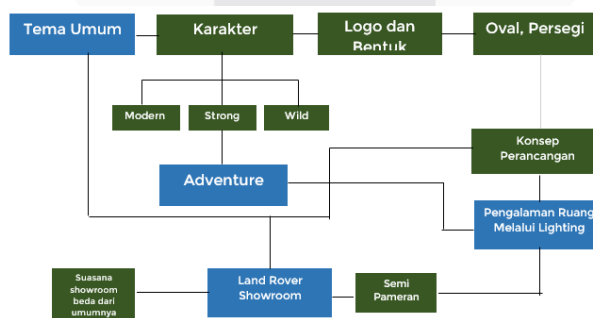 Tema Umum
Karakter
Logo dan
Bentuk
Oval, Persegi
Modern
Strong
Wild
Konsep
Perancangan
Adventure
Pengalaman Ruang
Melalui Lighting
Suasana
showroom
beda dari
umumnya
Land Rover
Showroom
Semi
Pameran